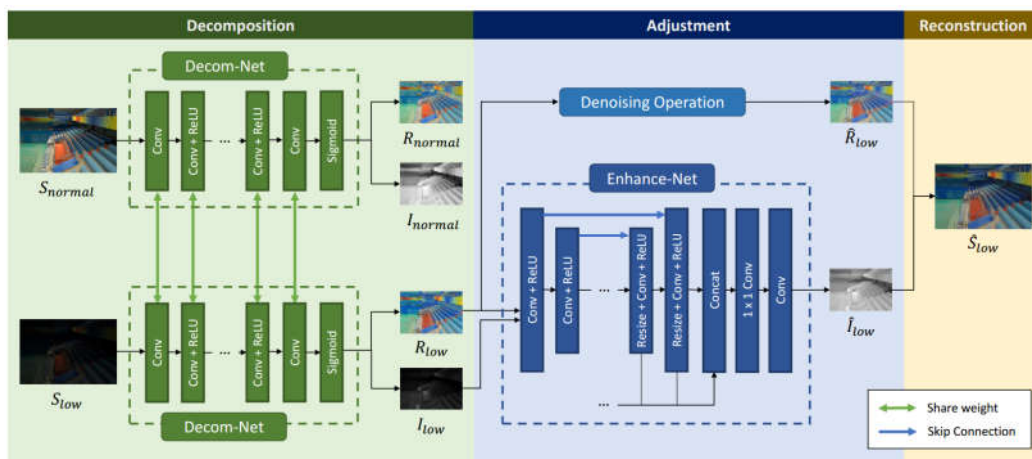 Decomposition
Adjustment
Reconstruction
Decom-Net
Conv
Conv + ReLU
...
Conv + ReLU
Conv
Sigmoid
S_normal
R_normal
I_normal
Denoising Operation
R̂_low
Enhance-Net
Conv + ReLU
Conv + ReLU
...
Resize + Conv + ReLU
Resize + Conv + ReLU
Concat
1 x 1 Conv
Conv
...
Î_low
Ŝ_low
Conv
Conv + ReLU
...
Conv + ReLU
Conv
Sigmoid
S_low
R_low
I_low
Decom-Net
Share weight
Skip Connection